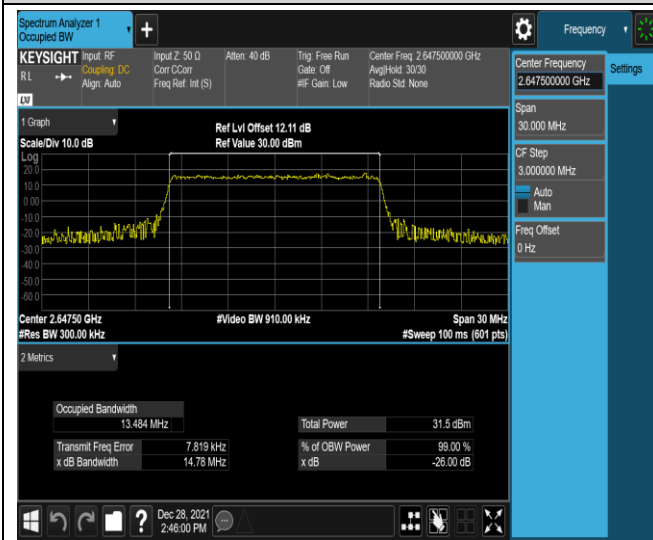 Spectrum Analyzer 1
Occupied BW
+
Frequency
KEYSIGHT Input: RF
R L
Coupling: DC
Align: Auto
LXI
Input Z: 50 Ω
Corr CCorr
Freq Ref: Int (S)
Atten: 40 dB
Trig: Free Run
Gate: Off
#IF Gain: Low
Center Freq: 2.647500000 GHz
Avg|Hold: 30/30
Radio Std: None
Center Frequency
2.647500000 GHz
Settings
Span
30.000 MHz
CF Step
3.000000 MHz
Auto
Man
Freq Offset
0 Hz
1 Graph
Scale/Div 10.0 dB
Ref Lvl Offset 12.11 dB
Ref Value 30.00 dBm
Log
20.0
10.0
0.00
-10.0
-20.0
-30.0
-50.0
-60.0
Center 2.64750 GHz
#Res BW 300.00 kHz
#Video BW 910.00 kHz
Span 30 MHz
#Sweep 100 ms (601 pts)
2 Metrics
Occupied Bandwidth
13.484 MHz
Total Power 31.5 dBm
Transmit Freq Error 7.819 kHz
% of OBW Power 99.00 %
x dB Bandwidth 14.78 MHz
x dB -26.00 dB
?
Dec 28, 2021
2:46:00 PM